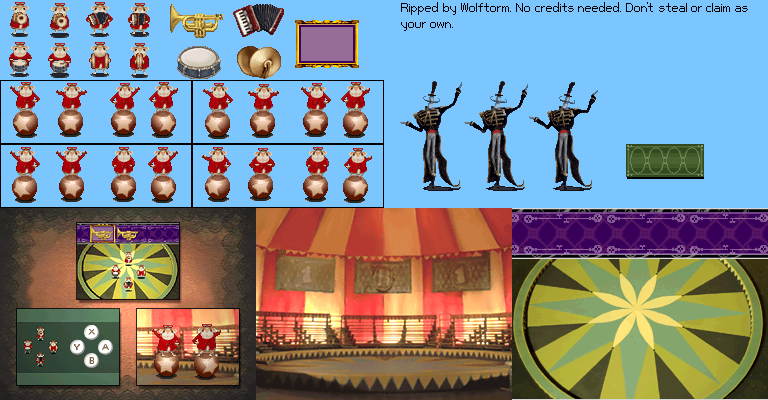 Ripped by Wolftorm. No credits needed. Don't steal or claim as
your own.
X
Y A
B